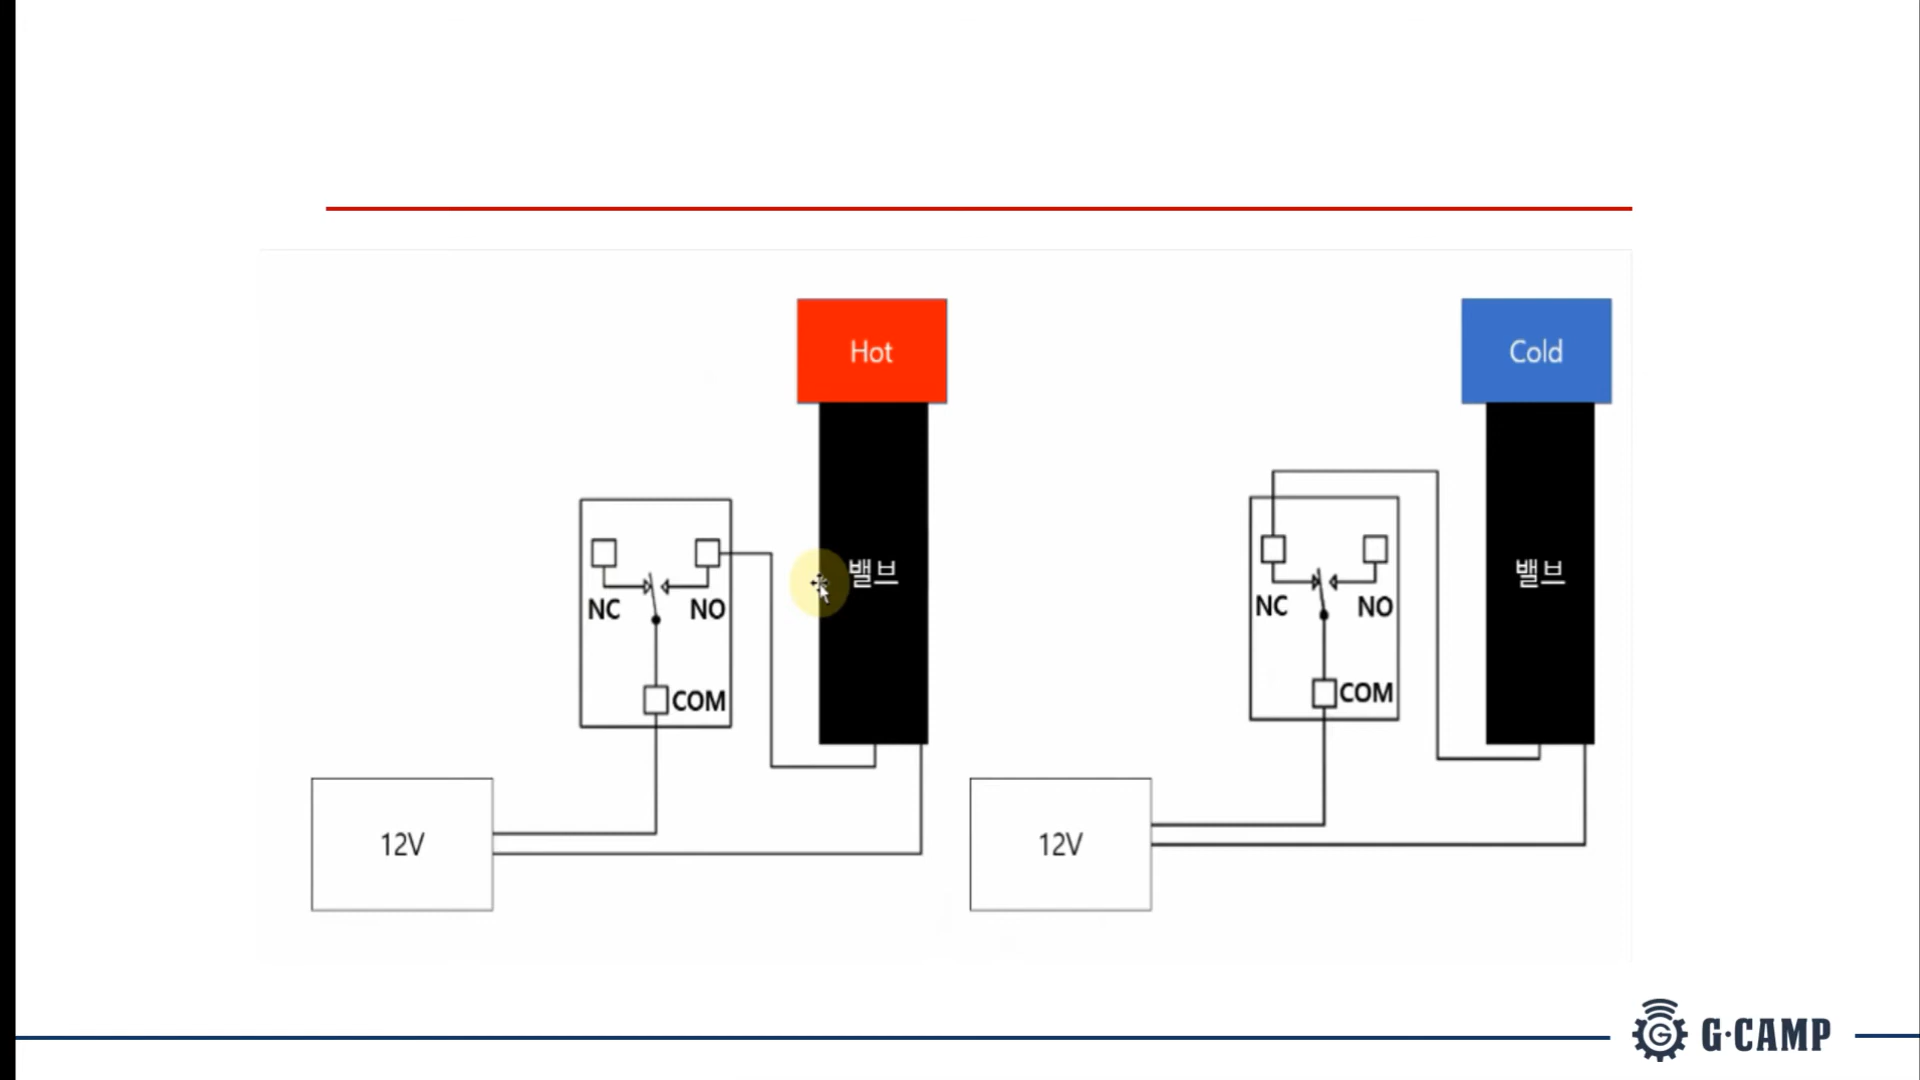 Hot
Cold
밸브
밸브
NC
NO
NC
NO
COM
COM
12V
12V
G·CAMP